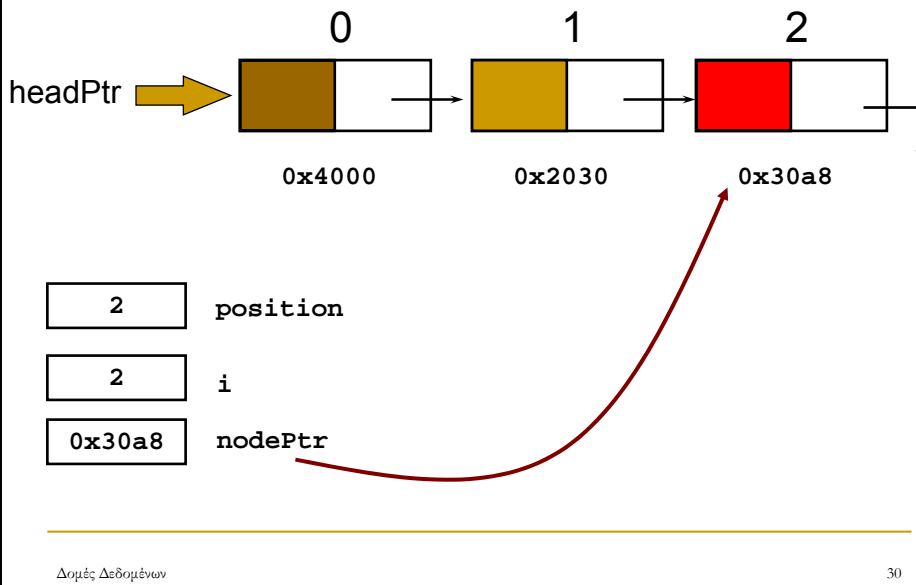 0 1 2
headPtr
0x4000 0x2030 0x30a8
2 position
2 i
0x30a8 nodePtr
Δομές Δεδομένων 30